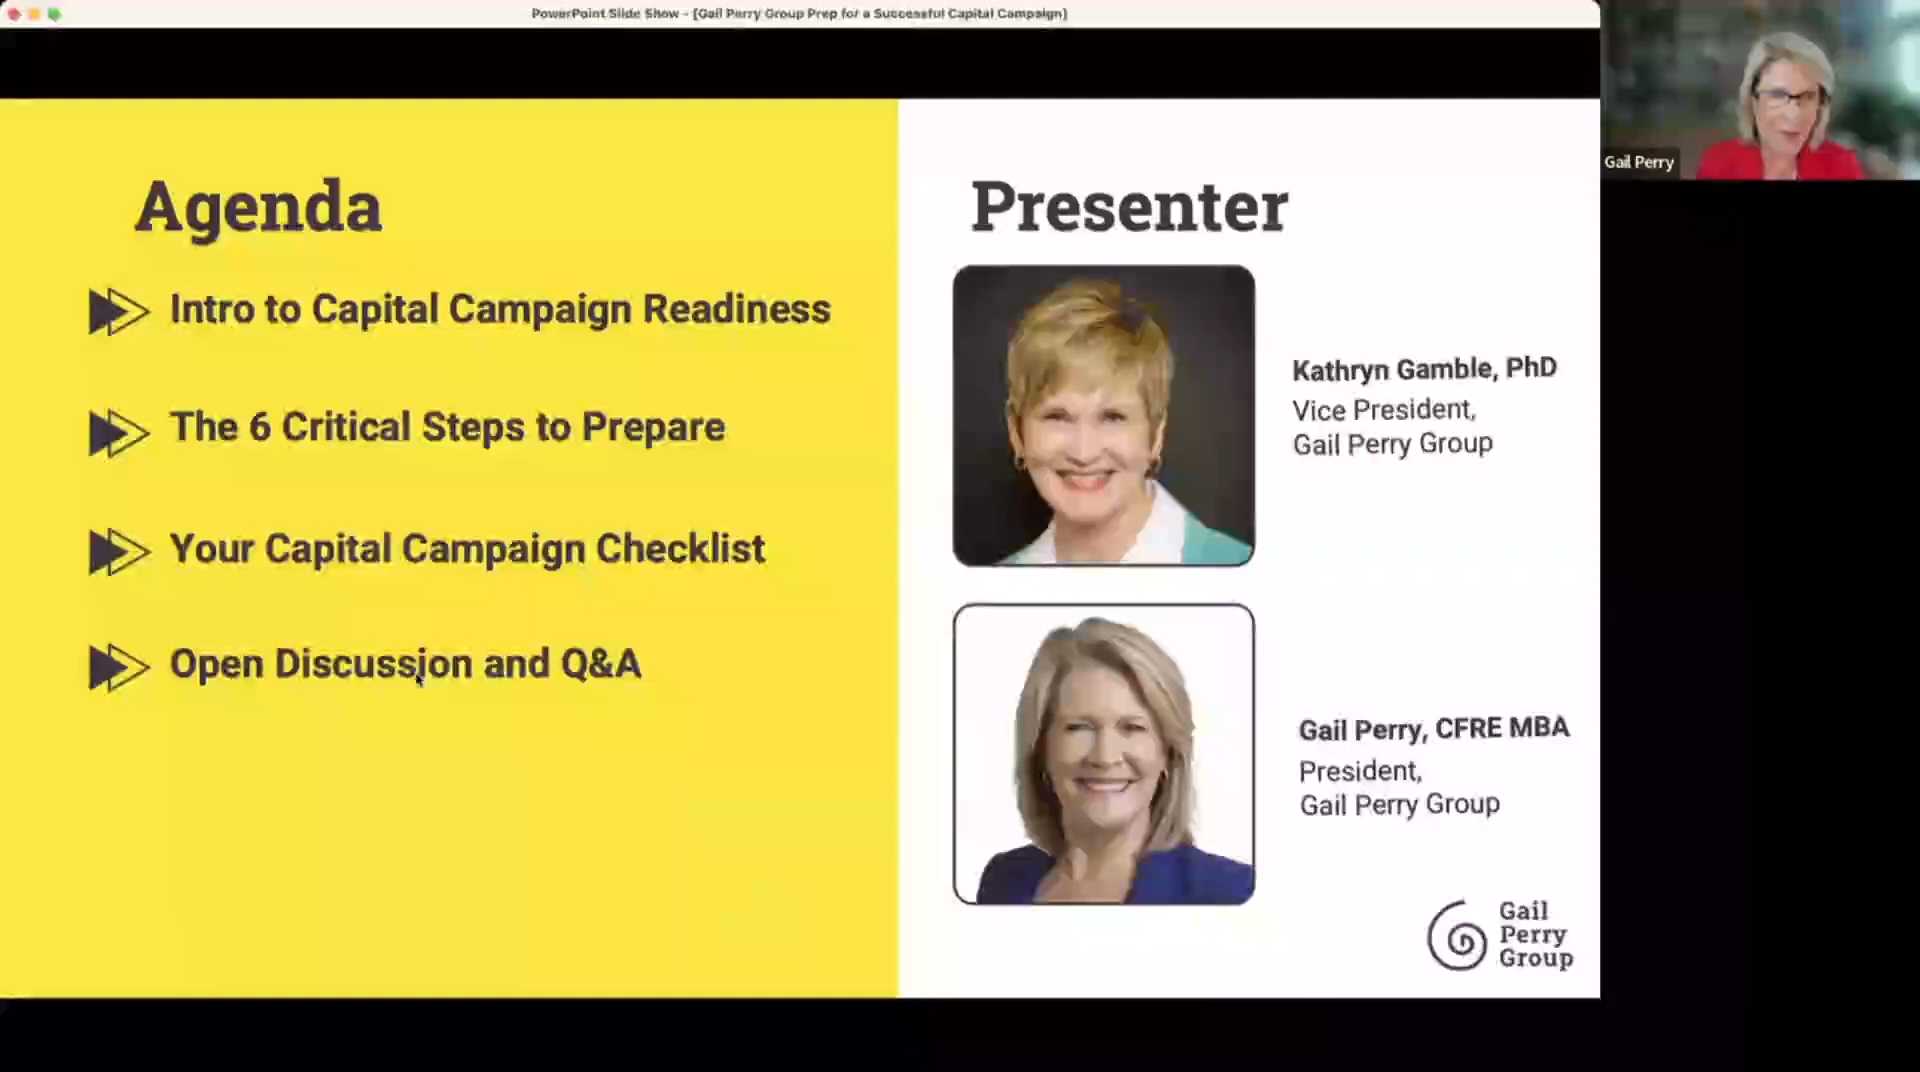 PowerPoint Slide Show - [Gail Perry Group Prep for a Successful Capital Campaign]
Gail Perry
Agenda
Intro to Capital Campaign Readiness
The 6 Critical Steps to Prepare
Your Capital Campaign Checklist
Open Discussion and Q&A
Presenter
Kathryn Gamble, PhD
Vice President,
Gail Perry Group
Gail Perry, CFRE MBA
President,
Gail Perry Group
Gail
Perry
Group